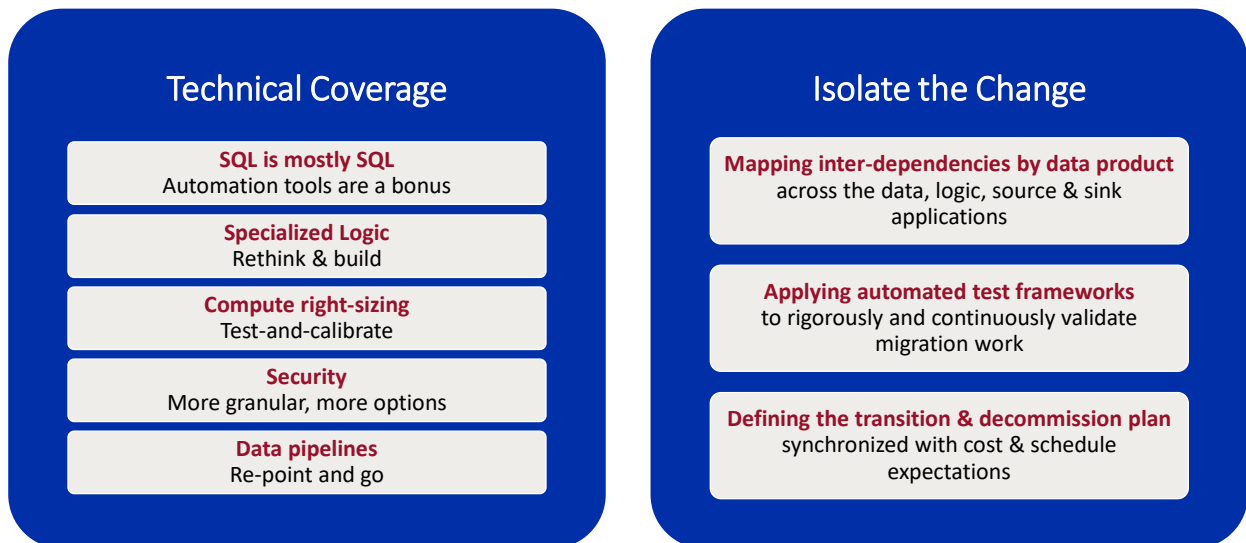 Technical Coverage
SQL is mostly SQL
Automation tools are a bonus
Specialized Logic
Rethink & build
Compute right-sizing
Test-and-calibrate
Security
More granular, more options
Data pipelines
Re-point and go
Isolate the Change
Mapping inter-dependencies by data product
across the data, logic, source & sink
applications
Applying automated test frameworks
to rigorously and continuously validate
migration work
Defining the transition & decommission plan
synchronized with cost & schedule
expectations